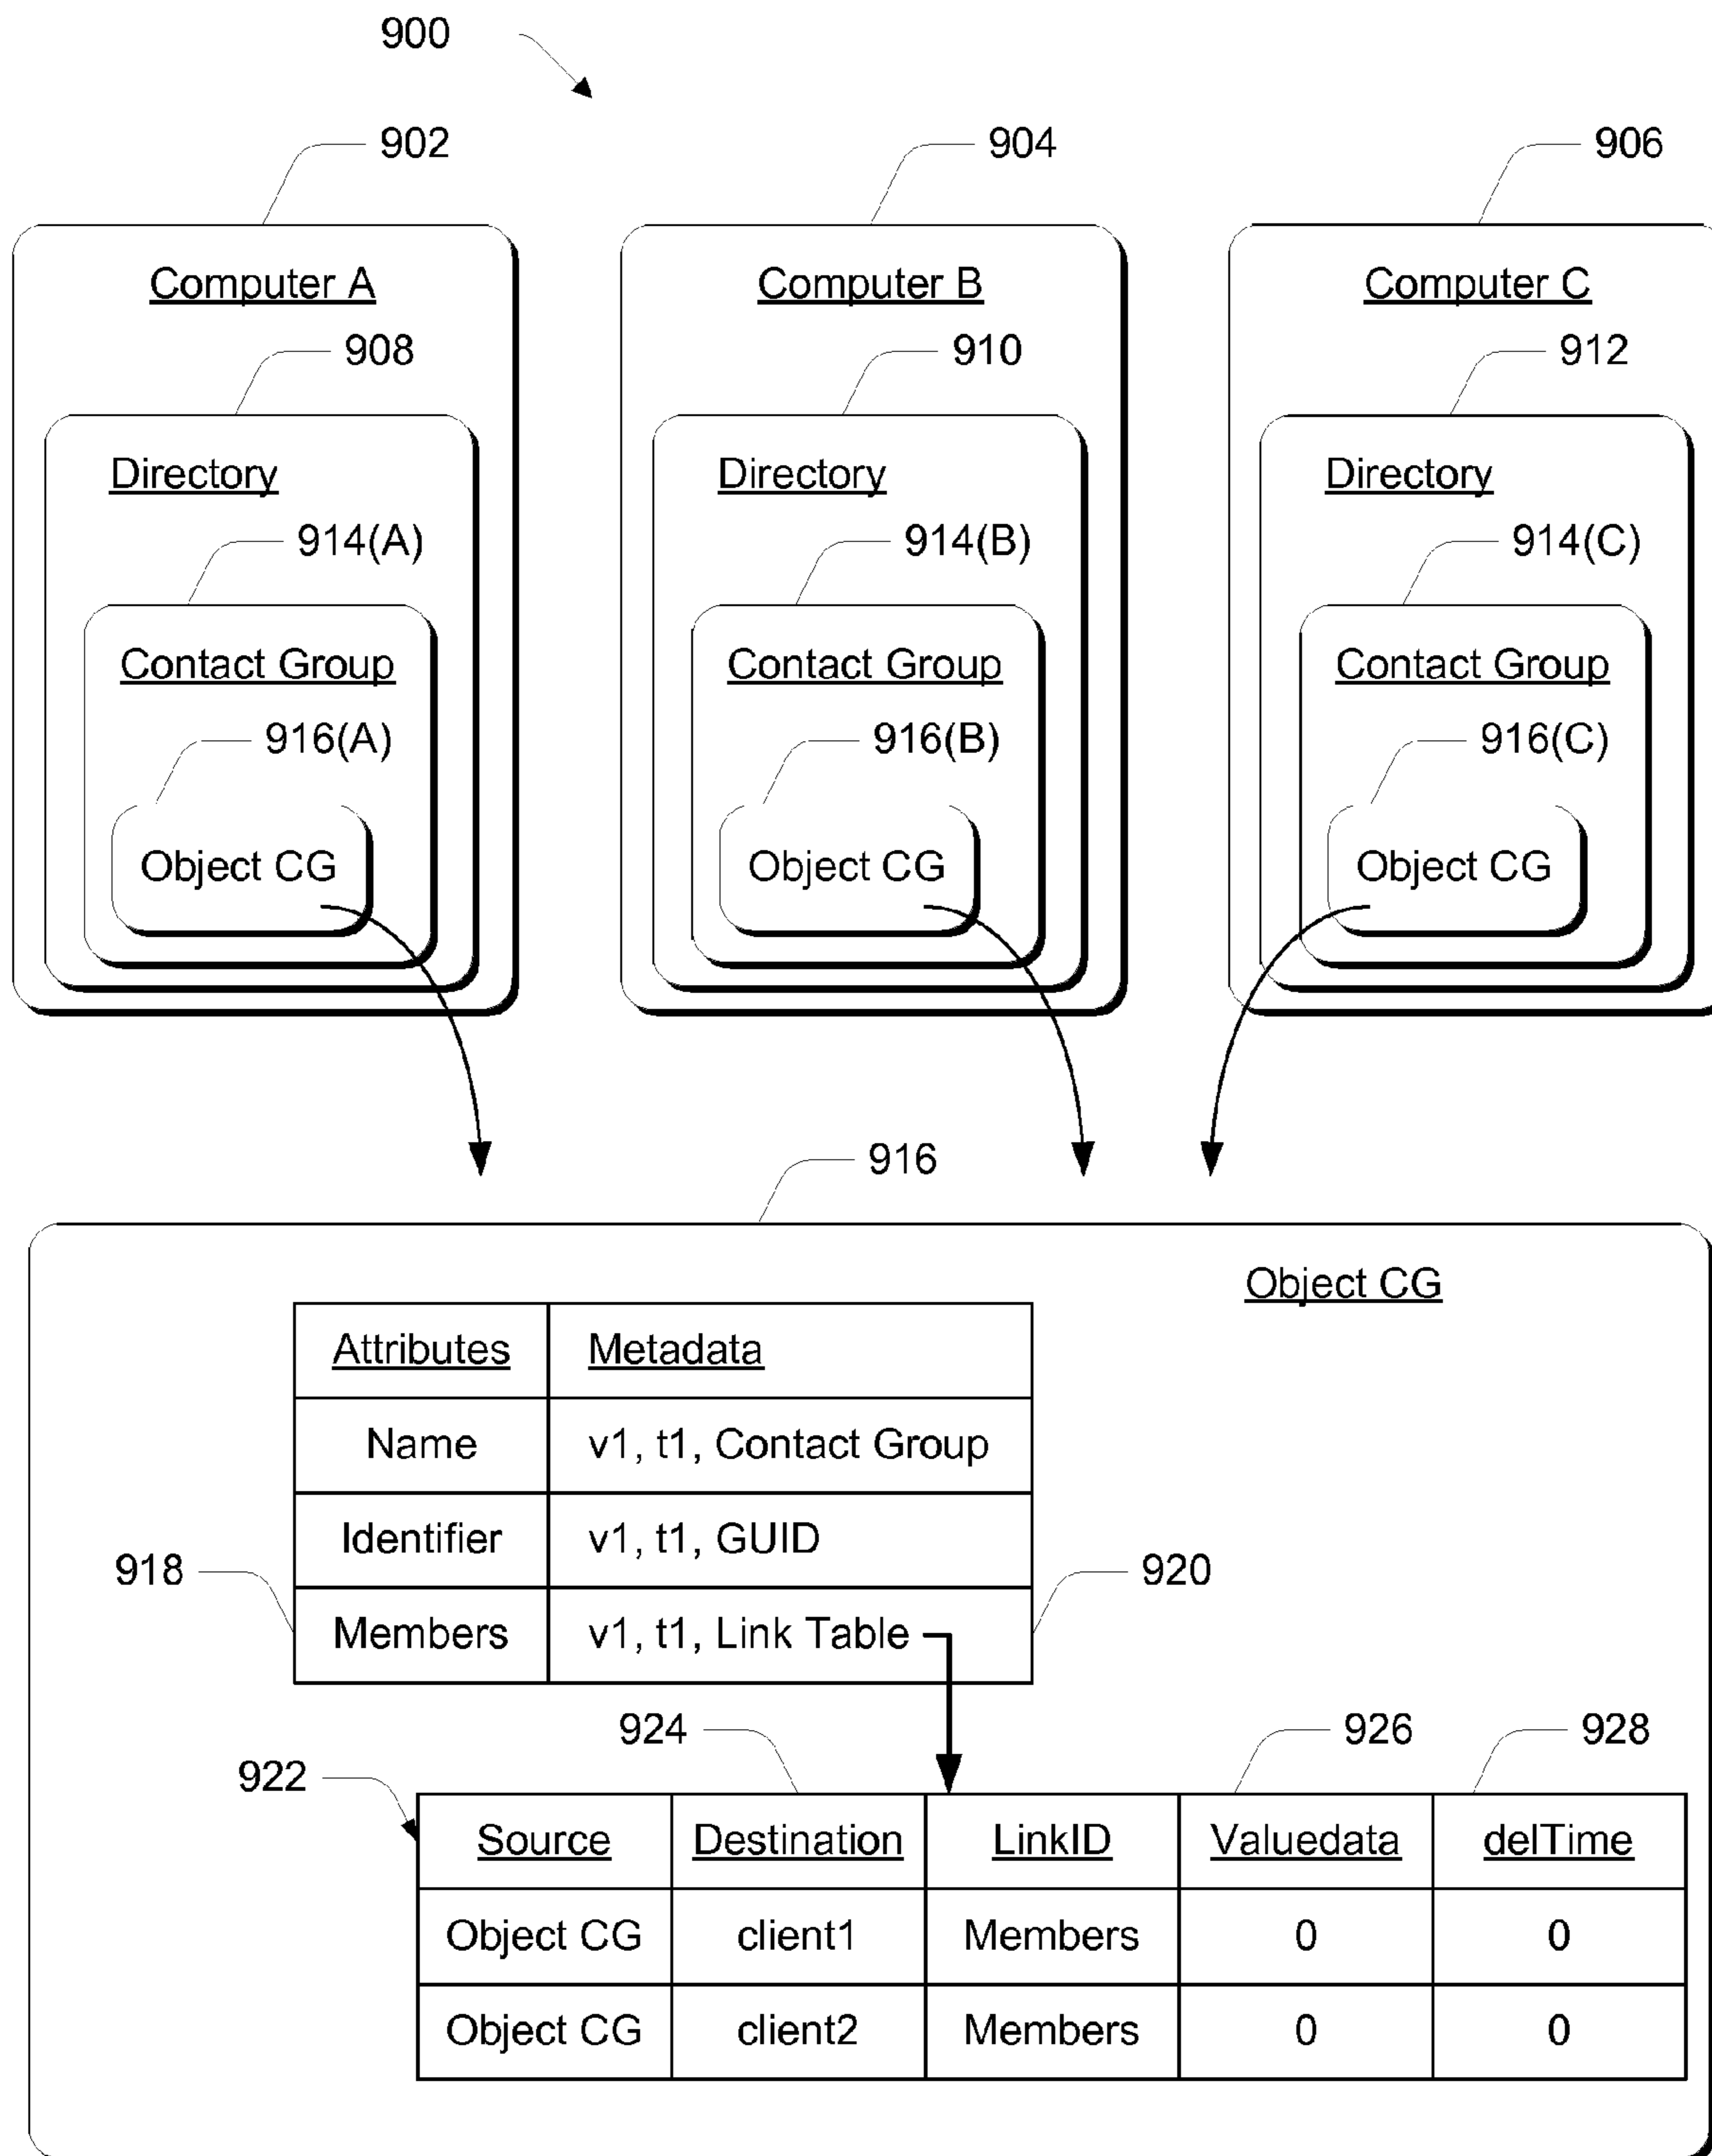 900
902 904 906
Computer A Computer B Computer C
908 910 912
Directory Directory Directory
914(A) 914(B) 914(C)
Contact Group Contact Group Contact Group
916(A) 916(B) 916(C)
Object CG Object CG Object CG
916
Object CG
Attributes Metadata
Name v1, t1, Contact Group
Identifier v1, t1, GUID
918 920
Members v1, t1, Link Table
924 926 928
922
Source Destination LinkID Valuedata delTime
Object CG client1 Members 0 0
Object CG client2 Members 0 0